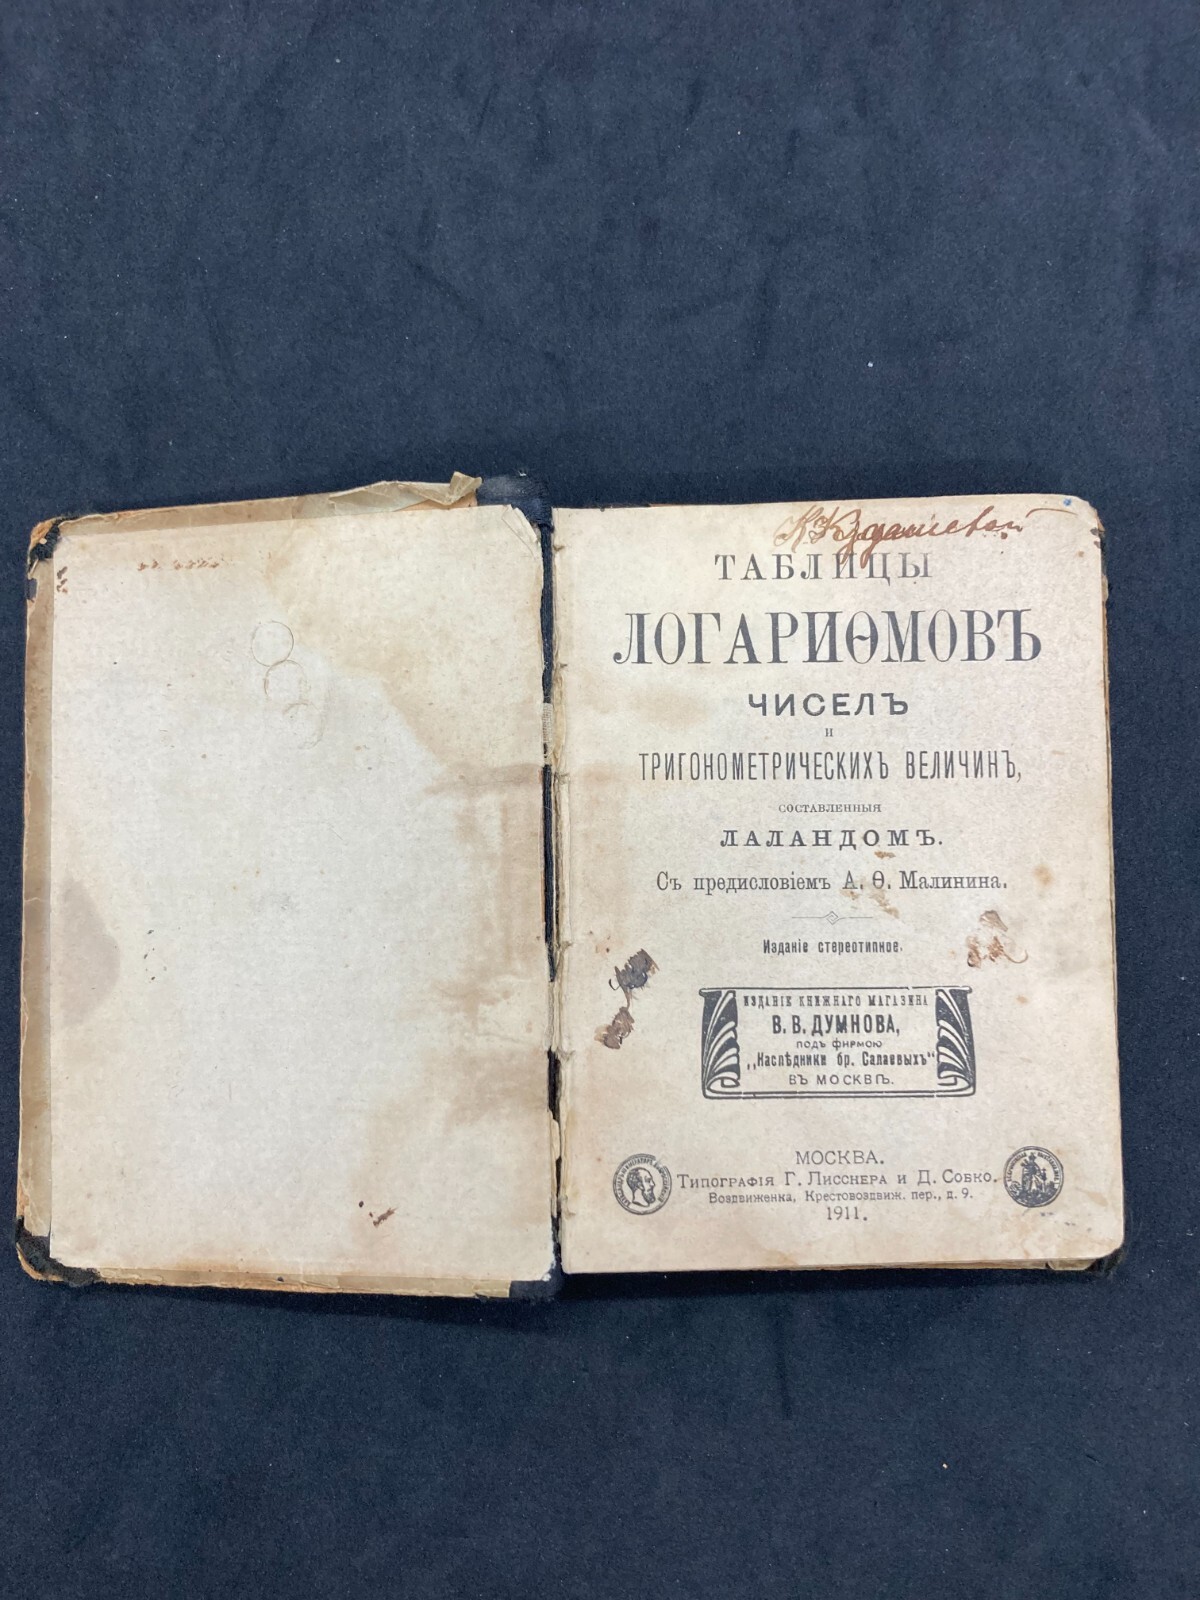 ТАБЛИЦЫ
ЛОГАРИѲМОВЪ
ЧИСЕЛЪ
И
ТРИГОНОМЕТРИЧЕСКИХЪ ВЕЛИЧИНЪ,
СОСТАВЛЕННЫЯ
ЛАЛАНДОМЪ.
Съ предисловіемъ А. Ѳ. Малинина.
Изданіе стереотипное.
ИЗДАНІЕ КНИЖНАГО МАГАЗИНА
В. В. ДУМНОВА,
ПОДЪ ФИРМОЮ
„Наслѣдники бр. Салаевыхъ“
ВЪ МОСКВѢ.
МОСКВА.
Типографія Г. Лисснера и Д. Собко.
Воздвиженка, Крестовоздвиж. пер., д. 9.
1911.